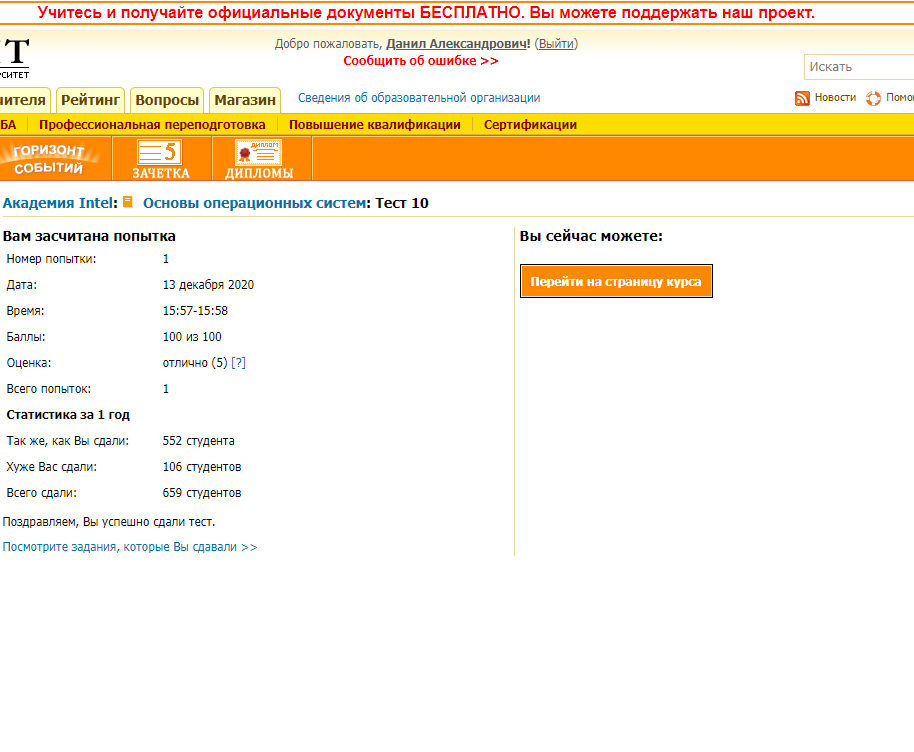 Учитесь и получайте официальные документы БЕСПЛАТНО. Вы можете поддержать наш проект.
Добро пожаловать, Данил Александрович! (Выйти)
Сообщить об ошибке >>
Искать
Рейтинг Вопросы Магазин Сведения об образовательной организации Новости
Профессиональная переподготовка Повышение квалификации Сертификации
ГОРИЗОНТ СОБЫТИЙ
5 ЗАЧЕТКА
ДИПЛОМ ДИПЛОМЫ
Академия Intel: Основы операционных систем: Тест 10
Вам засчитана попытка
Номер попытки: 1
Дата: 13 декабря 2020
Время: 15:57-15:58
Баллы: 100 из 100
Оценка: отлично (5) [?]
Всего попыток: 1
Статистика за 1 год
Так же, как Вы сдали: 552 студента
Хуже Вас сдали: 106 студентов
Всего сдали: 659 студентов
Поздравляем, Вы успешно сдали тест.
Посмотрите задания, которые Вы сдавали >>
Вы сейчас можете:
Перейти на страницу курса